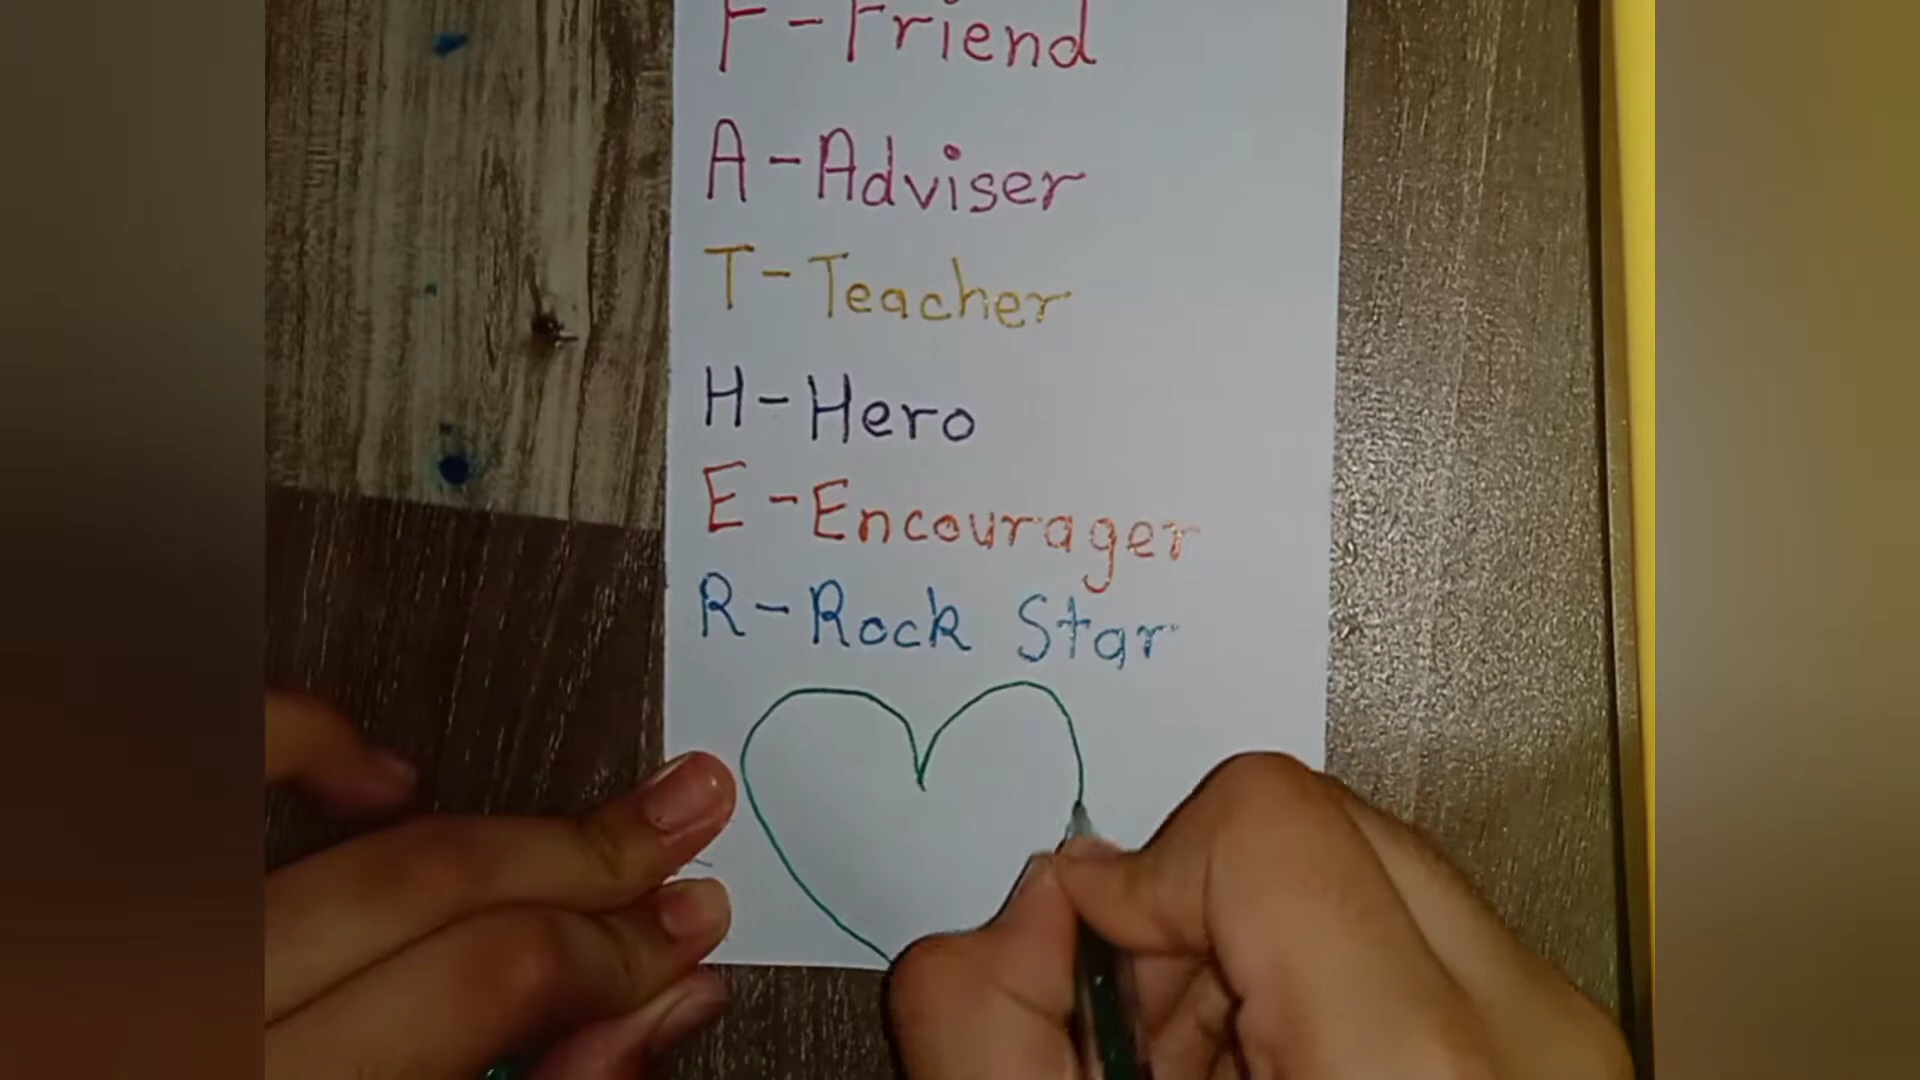 F-Friend
A-Adviser
T-Teacher
H-Hero
E-Encourager
R-Rock Star